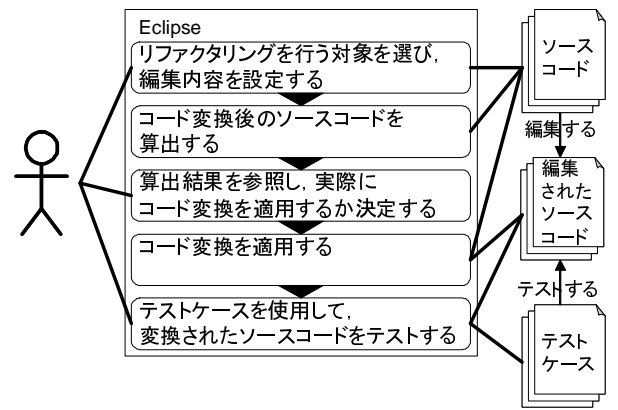 Eclipse
リファクタリングを行う対象を選び，
編集内容を設定する
コード変換後のソースコードを
算出する
算出結果を参照し，実際に
コード変換を適用するか決定する
コード変換を適用する
テストケースを使用して，
変換されたソースコードをテストする
ソース
コード
編集する
編集
された
ソース
コード
テストする
テスト
ケース